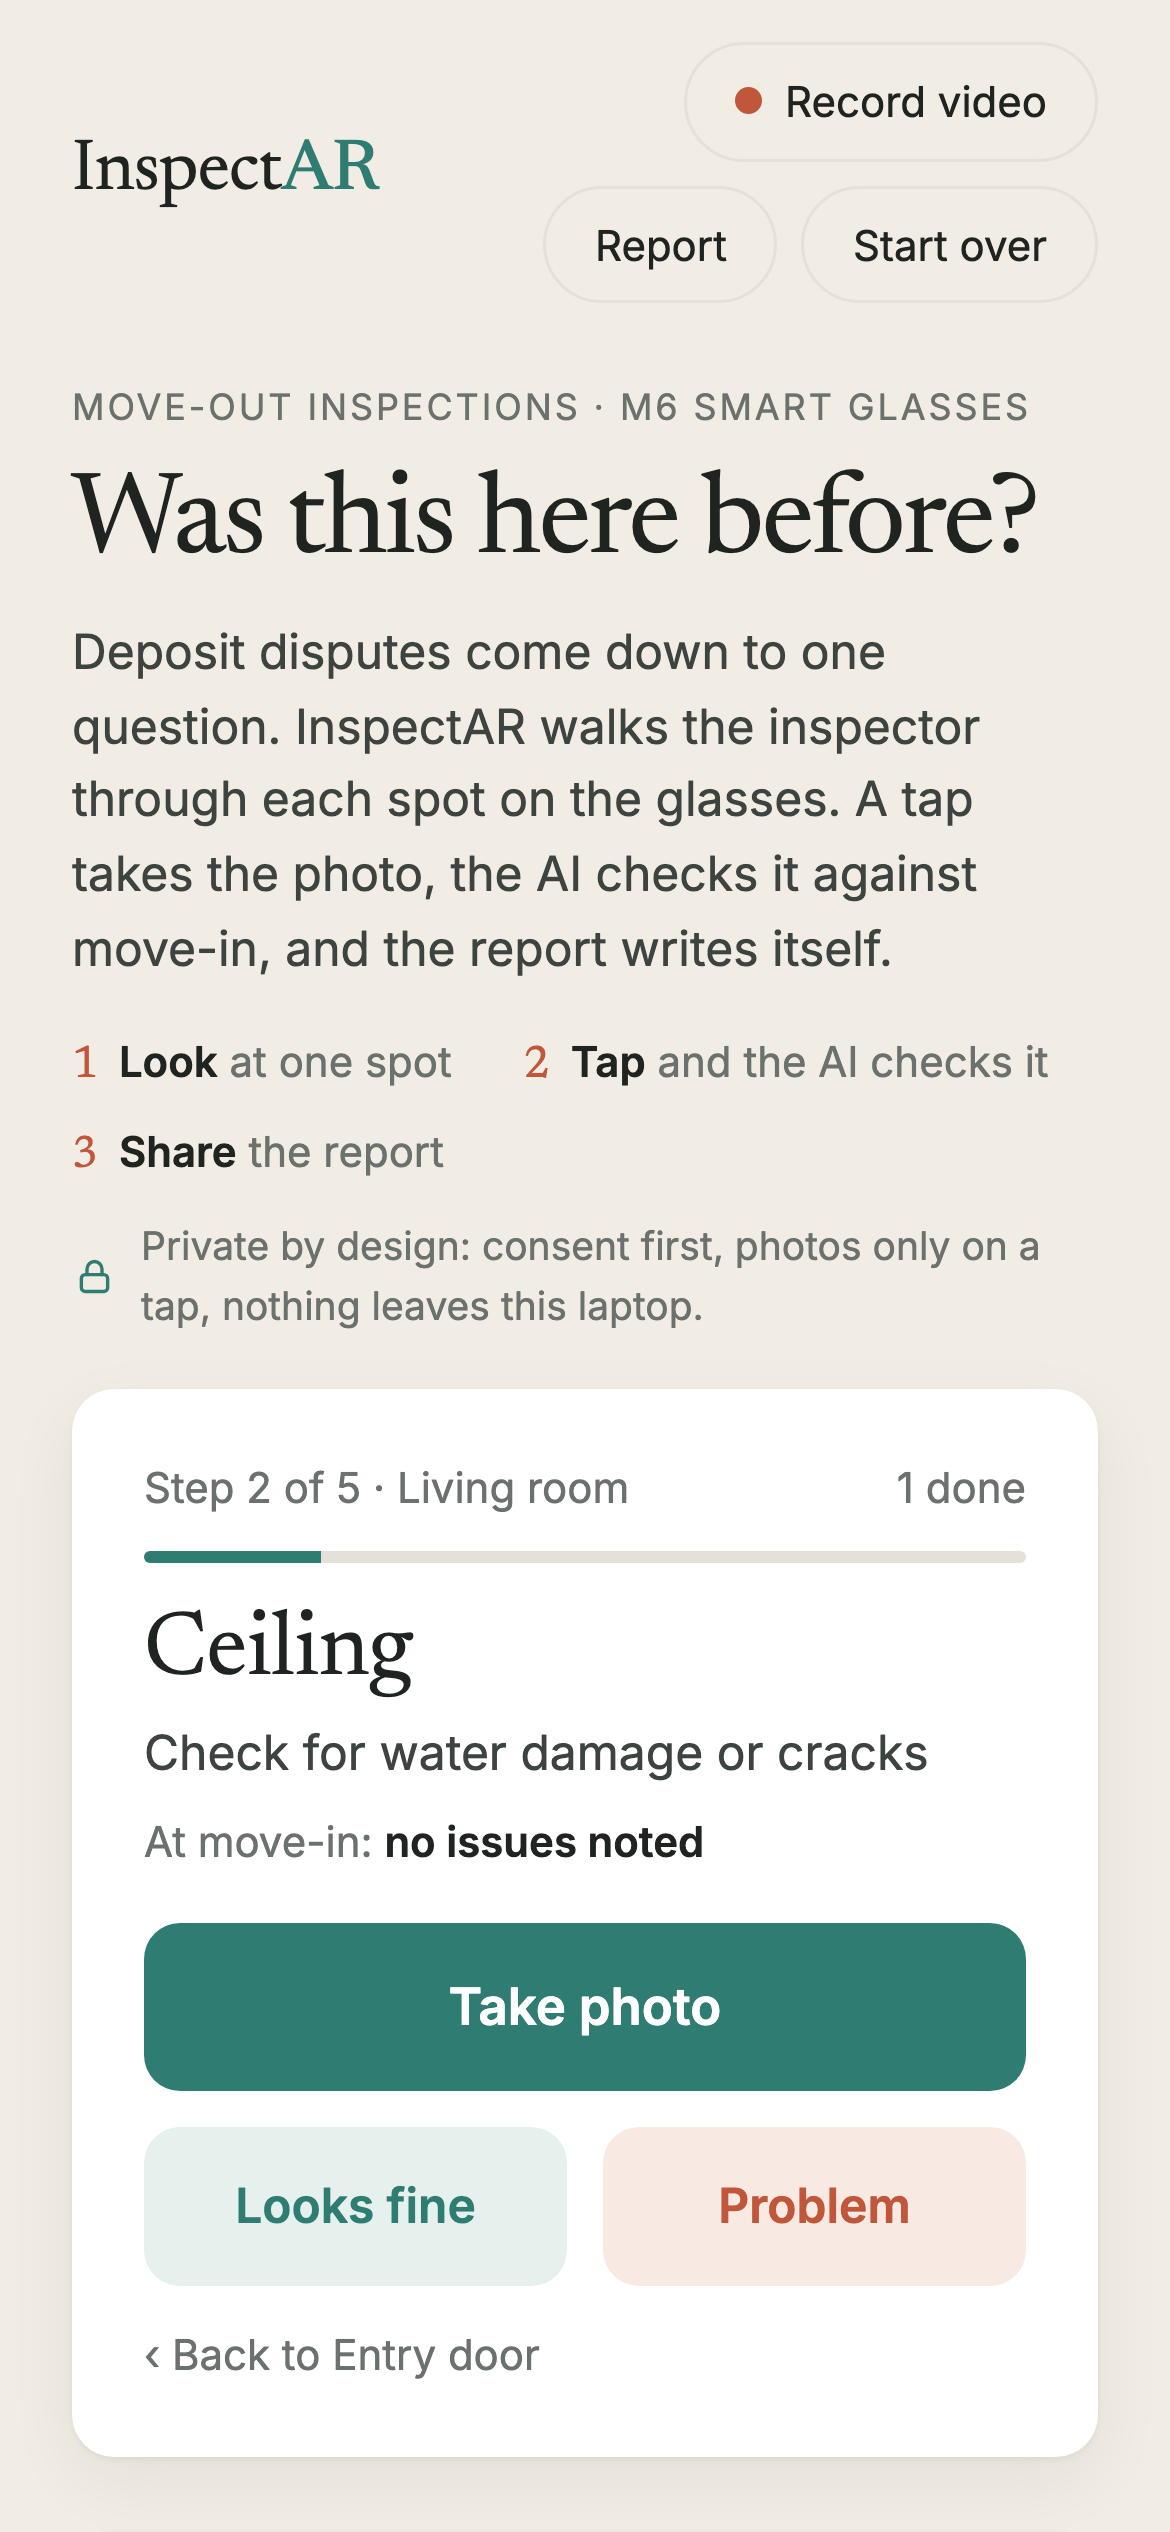 Record video
InspectAR
Report
Start over
MOVE-OUT INSPECTIONS · M6 SMART GLASSES
Was this here before?
Deposit disputes come down to one
question. InspectAR walks the inspector
through each spot on the glasses. A tap
takes the photo, the AI checks it against
move-in, and the report writes itself.
1 Look at one spot
2 Tap and the AI checks it
3 Share the report
Private by design: consent first, photos only on a
tap, nothing leaves this laptop.
Step 2 of 5 · Living room
1 done
Ceiling
Check for water damage or cracks
At move-in: no issues noted
Take photo
Looks fine
Problem
‹ Back to Entry door